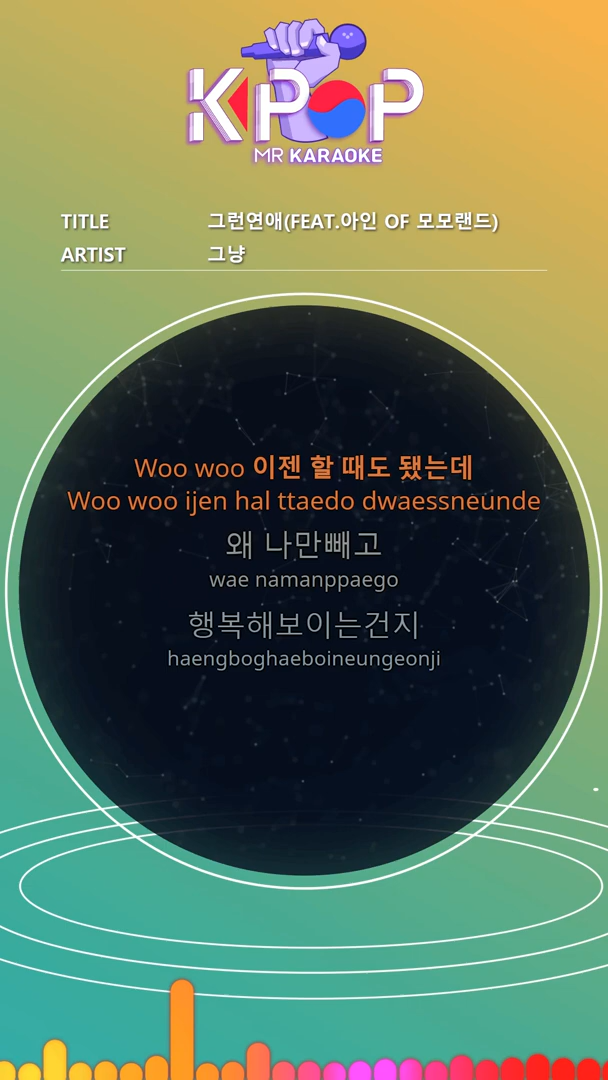 KPOP
MR KARAOKE
TITLE 그런연애(FEAT.아인 OF 모모랜드)
ARTIST 그냥
Woo woo 이젠 할 때도 됐는데
Woo woo ijen hal ttaedo dwaessneunde
왜 나만빼고
wae namanppaego
행복해보이는건지
haengboghaeboineungeonji